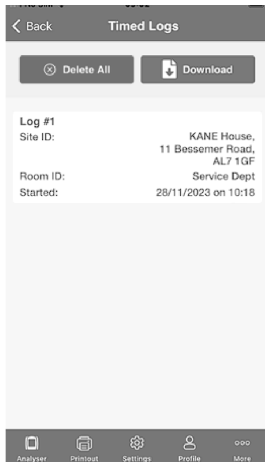 Back Timed Logs
Delete All Download
Log #1
Site ID: KANE House,
11 Bessemer Road,
AL7 1GF
Room ID: Service Dept
Started: 28/11/2023 on 10:18
Analyser Printout Settings Profile More